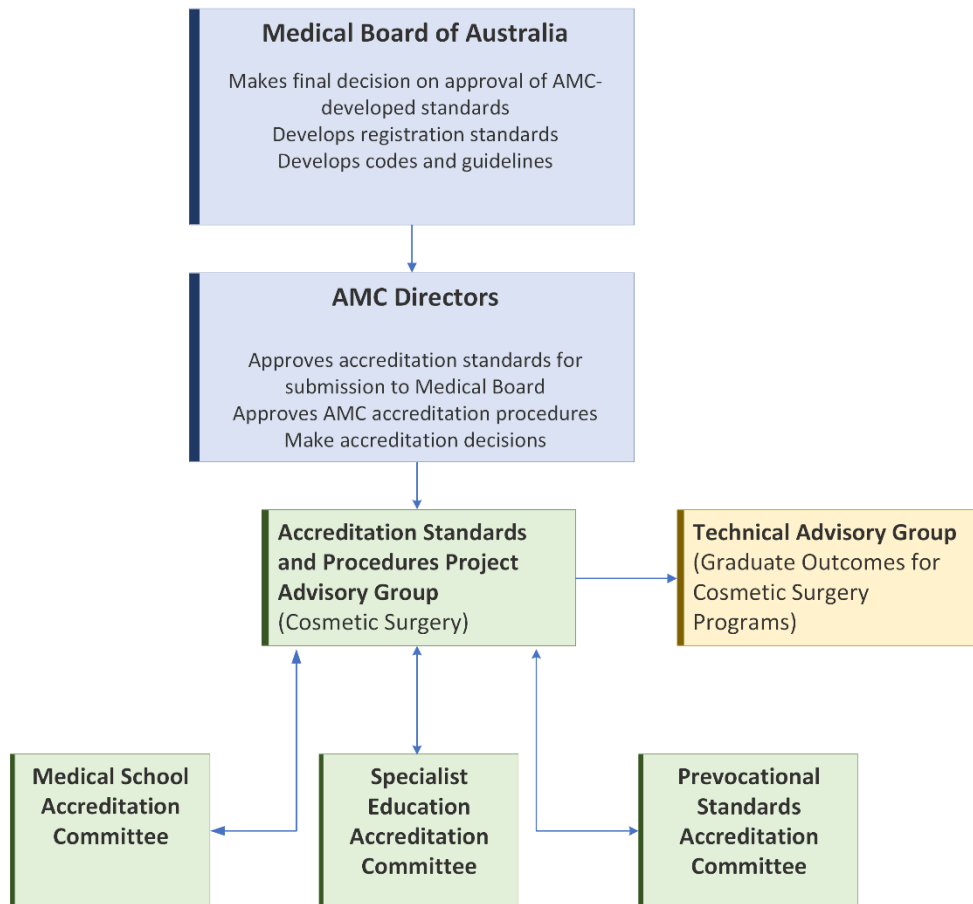 Medical Board of Australia
Makes final decision on approval of AMC-
developed standards
Develops registration standards
Develops codes and guidelines
AMC Directors
Approves accreditation standards for
submission to Medical Board
Approves AMC accreditation procedures
Make accreditation decisions
Accreditation Standards
and Procedures Project
Advisory Group
(Cosmetic Surgery)
Technical Advisory Group
(Graduate Outcomes for
Cosmetic Surgery
Programs)
Medical School
Accreditation
Committee
Specialist
Education
Accreditation
Committee
Prevocational
Standards
Accreditation
Committee